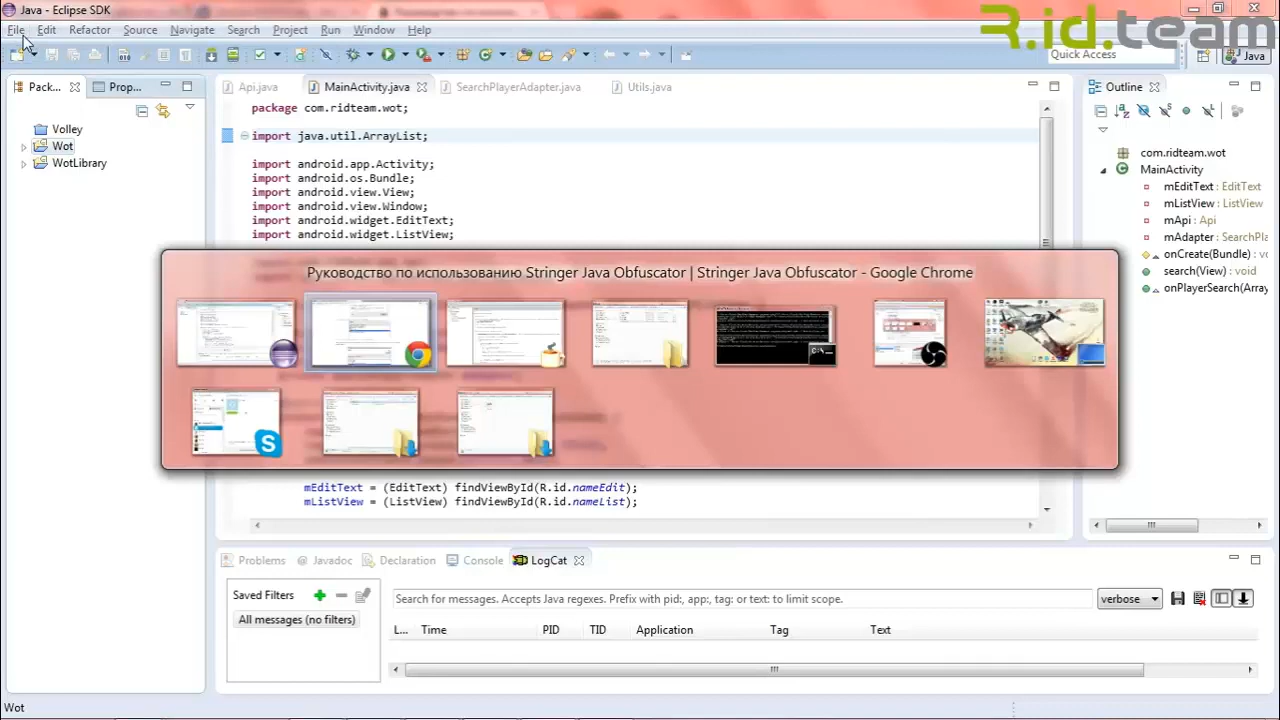 Java - Eclipse SDK
R.id.team
File Edit Refactor Source Navigate Search Project Run Window Help
Quick Access
Java
Pack...
Prop...
Volley
Wot
WotLibrary
Api.java
MainActivity.java
SearchPlayerAdapter.java
Utils.java
package com.ridteam.wot;
import java.util.ArrayList;
import android.app.Activity;
import android.os.Bundle;
import android.view.View;
import android.view.Window;
import android.widget.EditText;
import android.widget.ListView;
Руководство по использованию Stringer Java Obfuscator | Stringer Java Obfuscator - Google Chrome
mEditText = (EditText) findViewById(R.id.nameEdit);
mListView = (ListView) findViewById(R.id.nameList);
Outline
com.ridteam.wot
MainActivity
mEditText : EditText
mListView : ListView
mApi : Api
mAdapter : SearchPla
onCreate(Bundle) : vo
search(View) : void
onPlayerSearch(Array
Problems
@ Javadoc
Declaration
Console
LogCat
Saved Filters
All messages (no filters)
Search for messages. Accepts Java regexes. Prefix with pid:, app:, tag: or text: to limit scope.
verbose
L... Time PID TID Application Tag Text
Wot